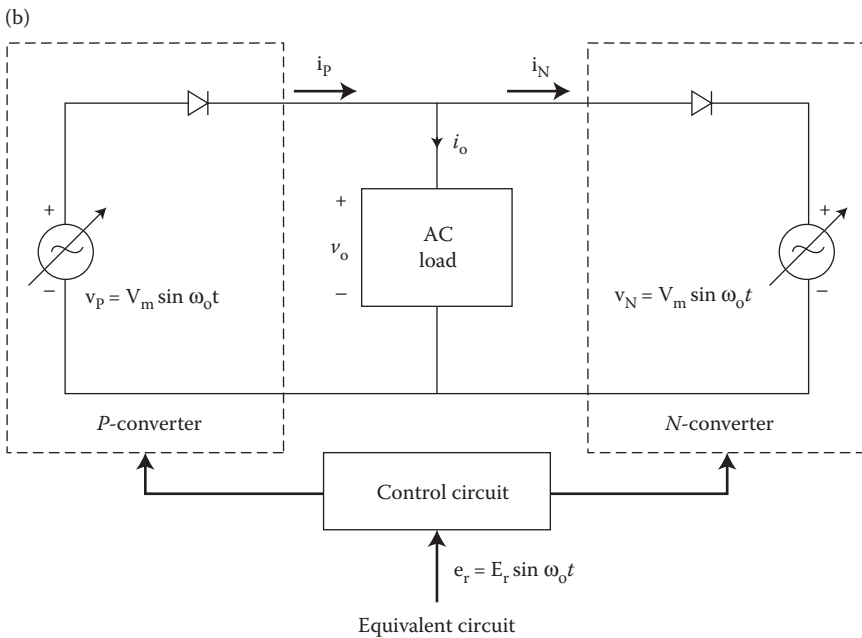 (b)
i_P
i_N
i_o
+
+
+
AC
load
v_o
−
−
−
v_P = V_m sin ω_o t
v_N = V_m sin ω_o t
P-converter
N-converter
Control circuit
e_r = E_r sin ω_o t
Equivalent circuit